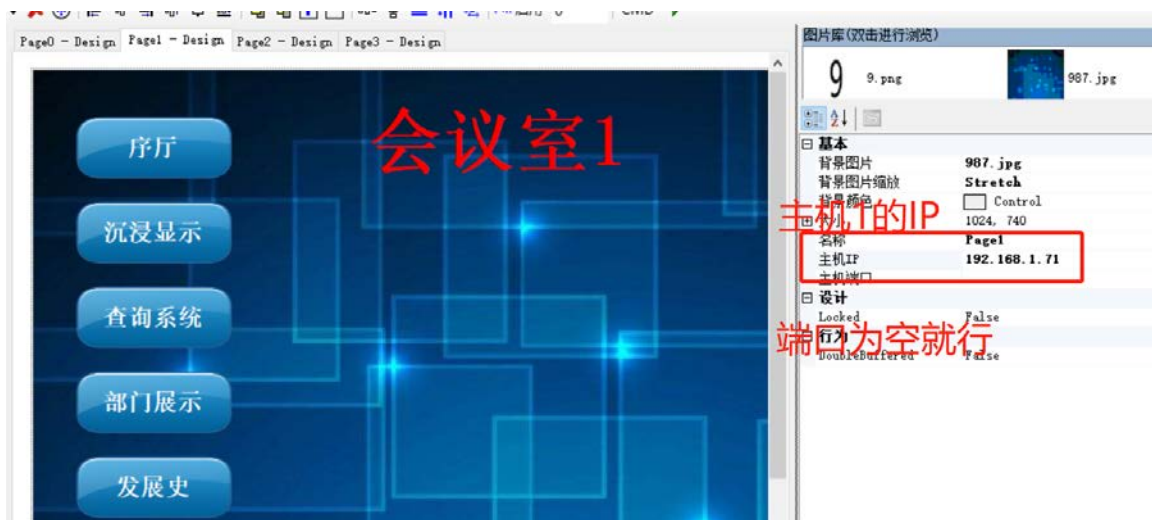 Page0 - Design Page1 - Design Page2 - Design Page3 - Design
会议室1
序厅
沉浸显示
查询系统
部门展示
发展史
图片库(双击进行浏览)
9 9.png 987.jpg
基本
背景图片 987.jpg
背景图片缩放 Stretch
背景颜色 Control
主机1的IP
大小 1024, 740
名称 Page1
主机IP 192.168.1.71
主机端口
设计
Locked False
端口为空就行
行为
DoubleBuffered False